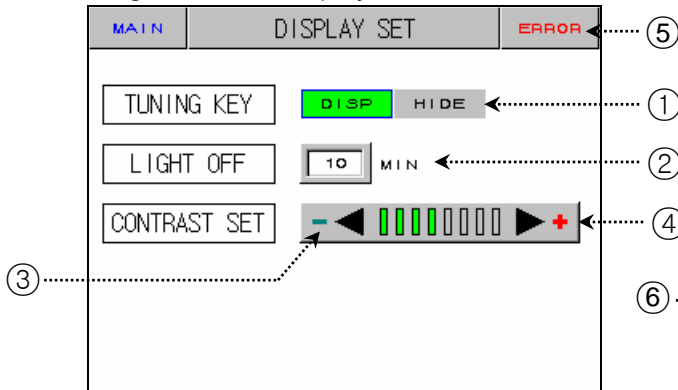 MAIN DISPLAY SET ERROR ⑤
TUNING KEY DISP HIDE ①
LIGHT OFF 10 MIN ②
CONTRAST SET - + ④
③
⑥